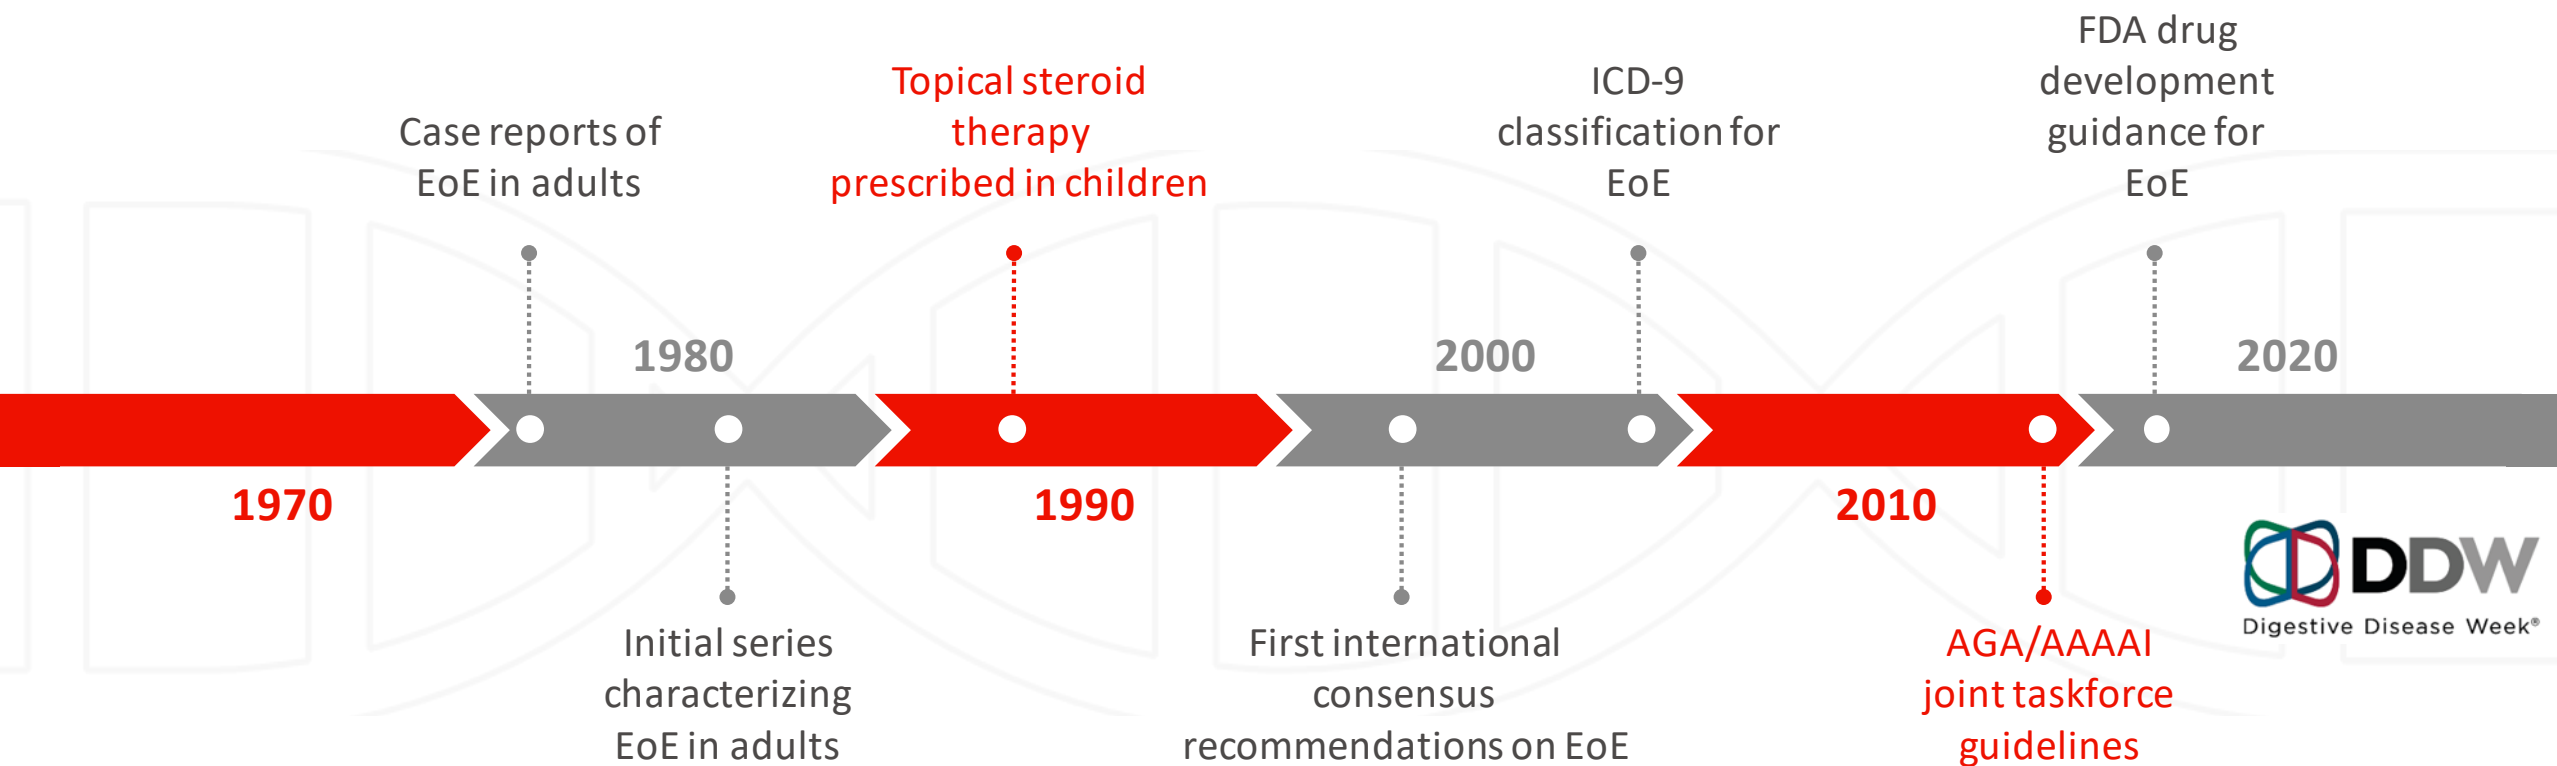 Case reports of
EoE in adults
Topical steroid
therapy
prescribed in children
ICD-9
classification for
EoE
FDA drug
development
guidance for
EoE
1980
2000
2020
1970
1990
2010
Initial series
characterizing
EoE in adults
First international
consensus
recommendations on EoE
AGA/AAAAI
joint taskforce
guidelines
DDW
Digestive Disease Week®